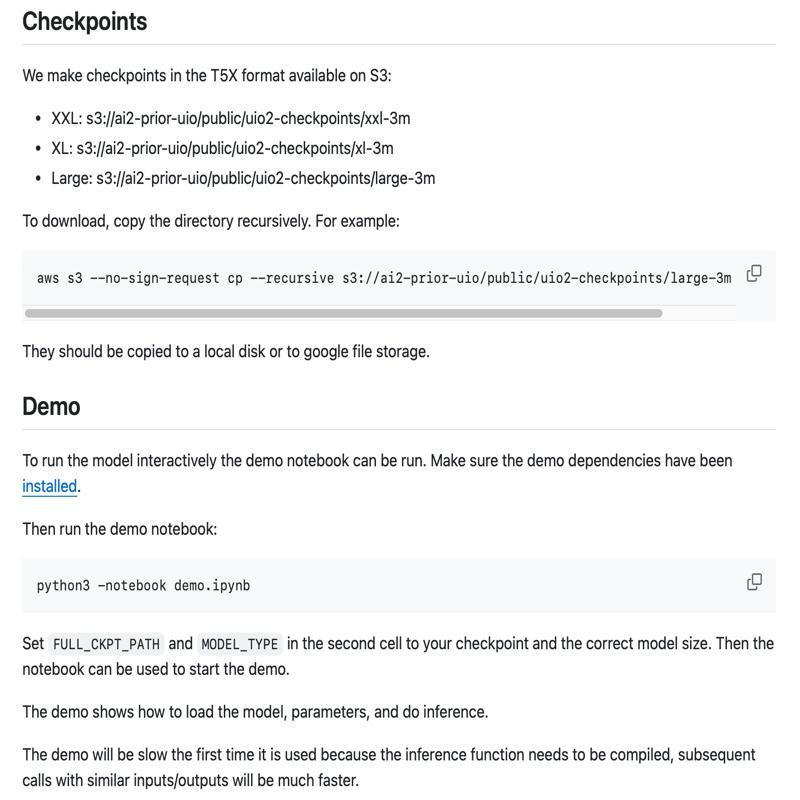 Checkpoints
We make checkpoints in the T5X format available on S3:
• XXL: s3://ai2-prior-uio/public/uio2-checkpoints/xxl-3m
• XL: s3://ai2-prior-uio/public/uio2-checkpoints/xl-3m
• Large: s3://ai2-prior-uio/public/uio2-checkpoints/large-3m
To download, copy the directory recursively. For example:
aws s3 --no-sign-request cp --recursive s3://ai2-prior-uio/public/uio2-checkpoints/large-3m
They should be copied to a local disk or to google file storage.
Demo
To run the model interactively the demo notebook can be run. Make sure the demo dependencies have been
installed.
Then run the demo notebook:
python3 -notebook demo.ipynb
Set FULL_CKPT_PATH and MODEL_TYPE in the second cell to your checkpoint and the correct model size. Then the
notebook can be used to start the demo.
The demo shows how to load the model, parameters, and do inference.
The demo will be slow the first time it is used because the inference function needs to be compiled, subsequent
calls with similar inputs/outputs will be much faster.